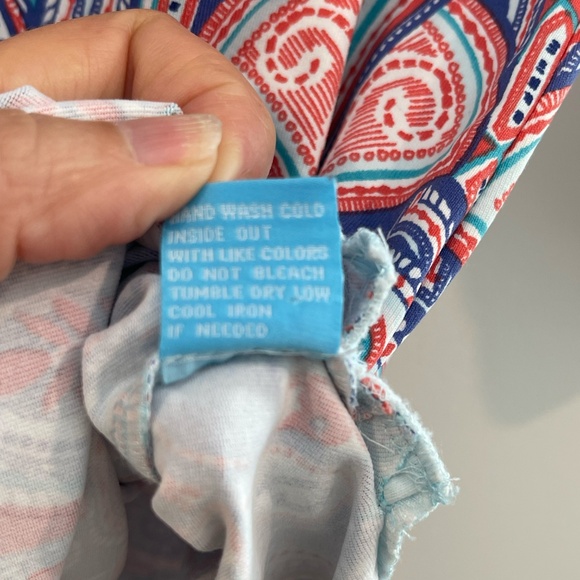 HAND WASH COLD
INSIDE OUT
WITH LIKE COLORS
DO NOT BLEACH
TUMBLE DRY LOW
COOL IRON
IF NEEDED